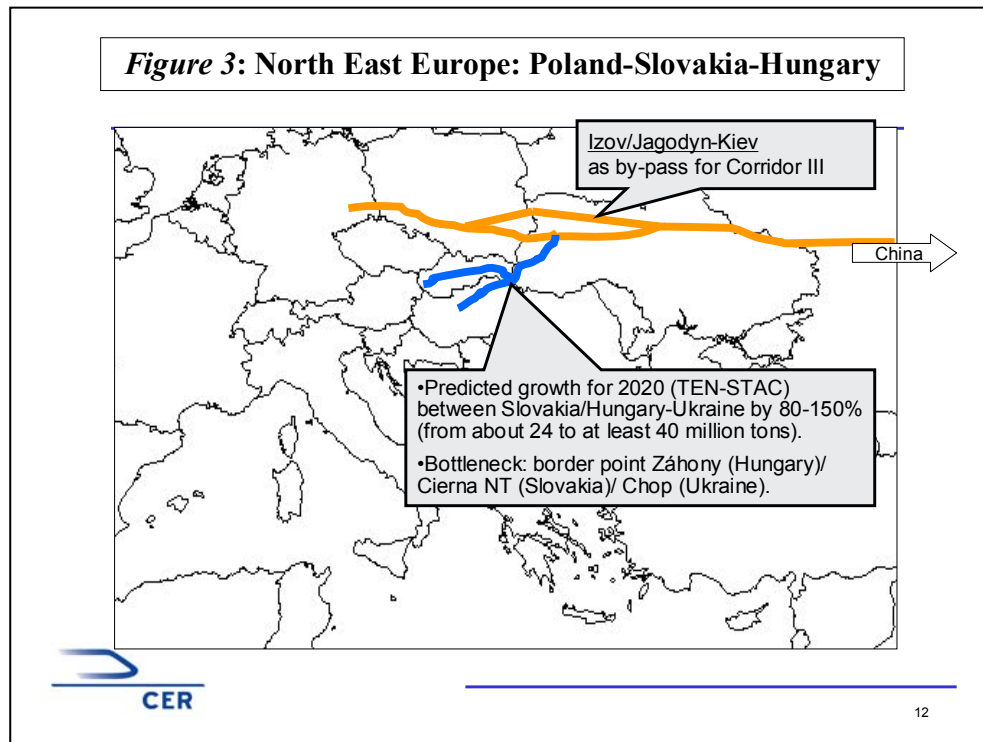 Figure 3: North East Europe: Poland-Slovakia-Hungary
Izov/Jagodyn-Kiev
as by-pass for Corridor III
China
•Predicted growth for 2020 (TEN-STAC)
between Slovakia/Hungary-Ukraine by 80-150%
(from about 24 to at least 40 million tons).
•Bottleneck: border point Záhony (Hungary)/
Cierna NT (Slovakia)/ Chop (Ukraine).
CER
12